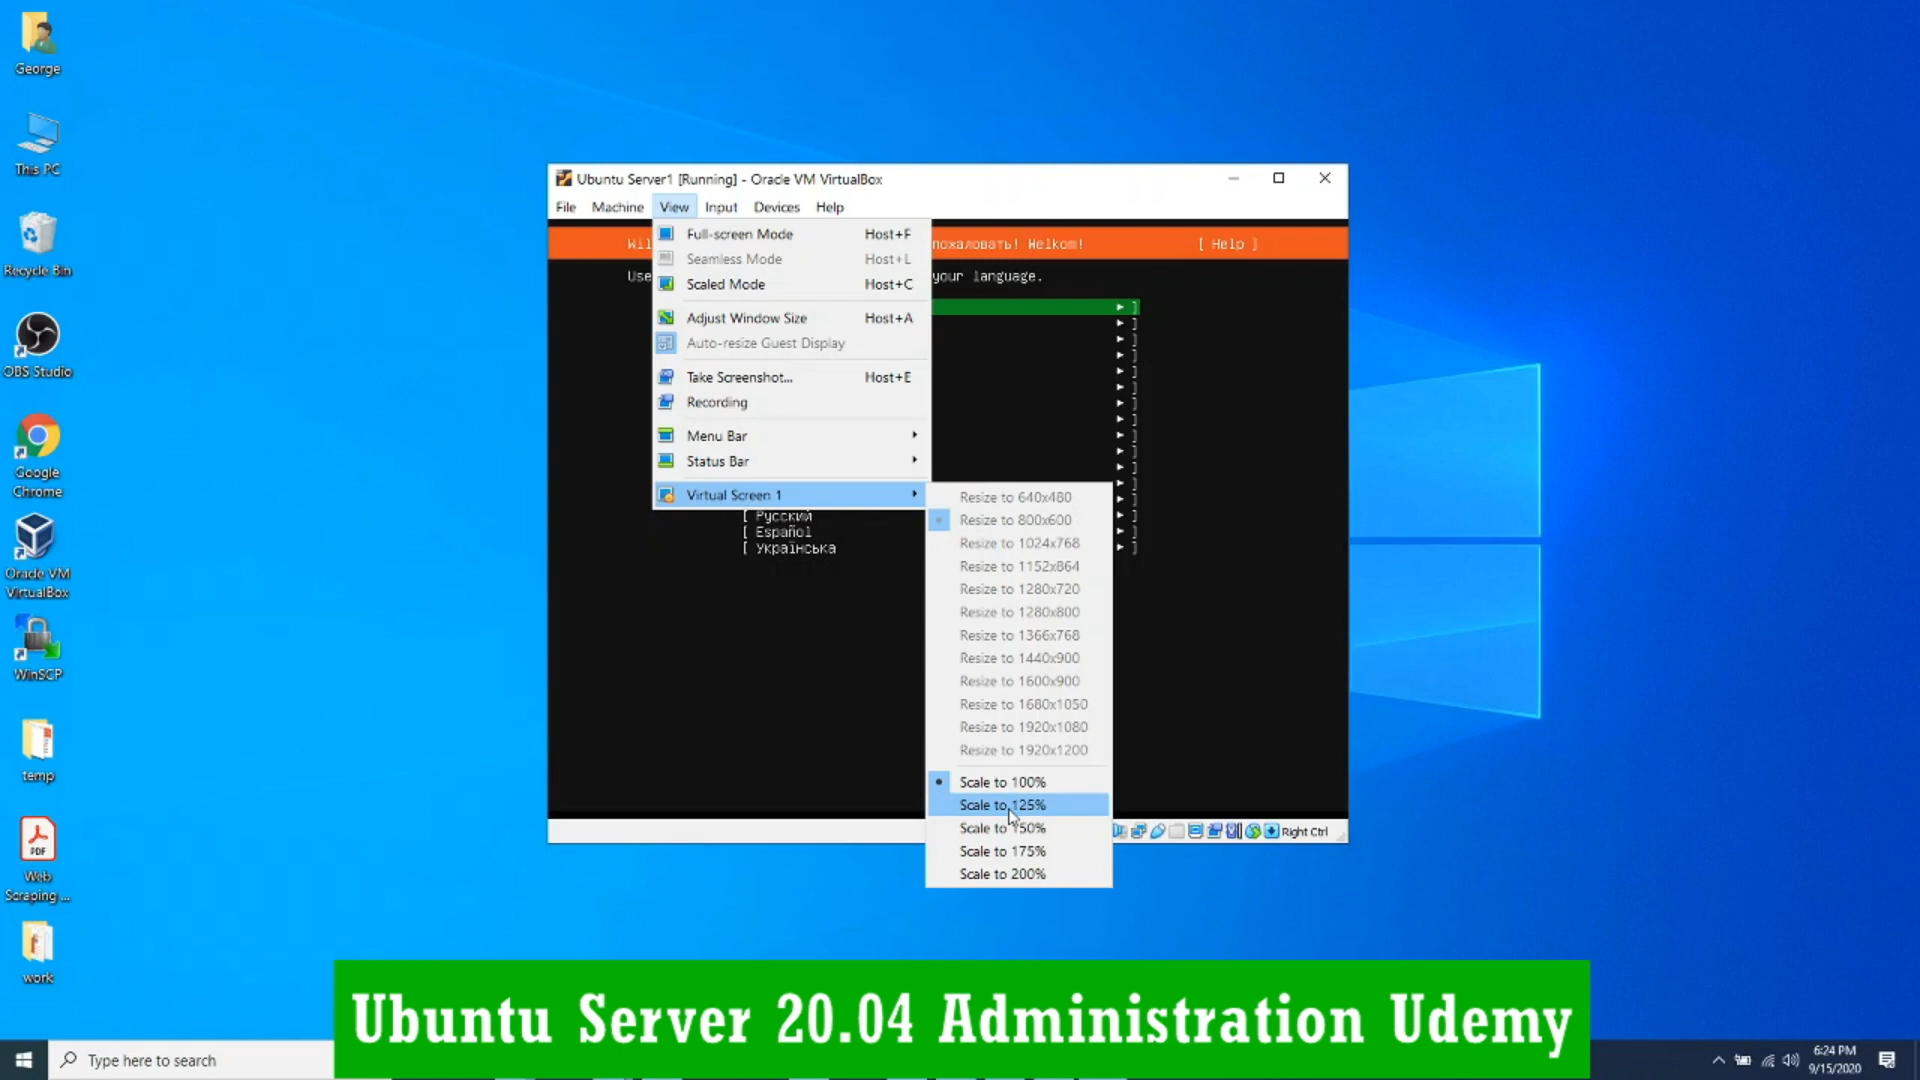 George
This PC
Recycle Bin
OBS Studio
Google
Chrome
Oracle VM
VirtualBox
WinSCP
temp
PDF
Web
Scraping ...
work
Ubuntu Server1 [Running] - Oracle VM VirtualBox
File Machine View Input Devices Help
Wil
пожаловать! Welkom! [ Help ]
Use
your language.
Full-screen Mode Host+F
Seamless Mode Host+L
Scaled Mode Host+C
Adjust Window Size Host+A
Auto-resize Guest Display
Take Screenshot... Host+E
Recording
Menu Bar
Status Bar
Virtual Screen 1
[ Русский
[ Español
[ Українська
Resize to 640x480
Resize to 800x600
Resize to 1024x768
Resize to 1152x864
Resize to 1280x720
Resize to 1280x800
Resize to 1366x768
Resize to 1440x900
Resize to 1600x900
Resize to 1680x1050
Resize to 1920x1080
Resize to 1920x1200
Scale to 100%
Scale to 125%
Scale to 150%
Scale to 175%
Scale to 200%
Right Ctrl
Ubuntu Server 20.04 Administration Udemy
Type here to search
6:24 PM
9/15/2020